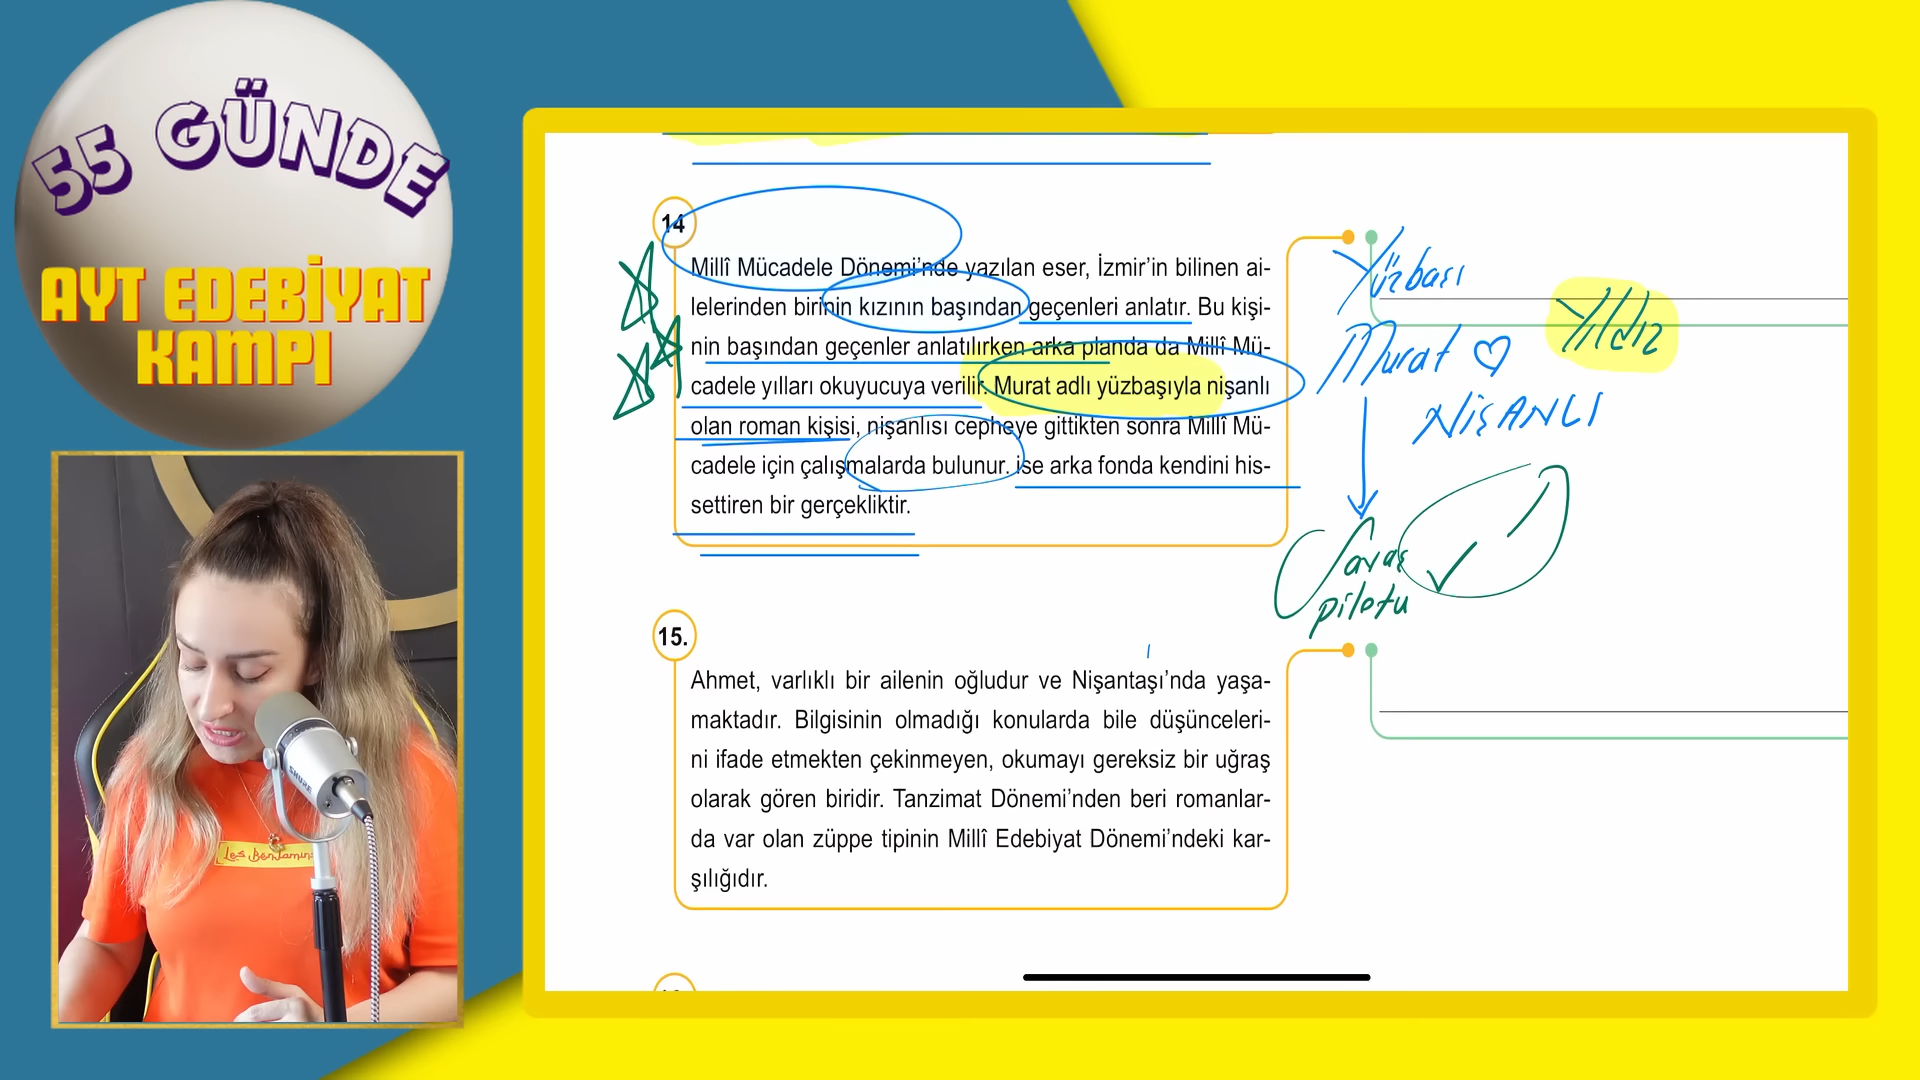 55 GÜNDE
AYT EDEBİYAT
KAMPI
SHURE
Les Benjamins
14
Millî Mücadele Dönemi’nde yazılan eser, İzmir’in bilinen ai-
lelerinden birinin kızının başından geçenleri anlatır. Bu kişi-
nin başından geçenler anlatılırken arka planda da Millî Mü-
cadele yılları okuyucuya verilir. Murat adlı yüzbaşıyla nişanlı
olan roman kişisi, nişanlısı cepheye gittikten sonra Millî Mü-
cadele için çalışmalarda bulunur. ise arka fonda kendini his-
settiren bir gerçekliktir.
Yüzbaşı
Murat
Yıldız
NİŞANLI
Savaş
pilotu
15.
Ahmet, varlıklı bir ailenin oğludur ve Nişantaşı’nda yaşa-
maktadır. Bilgisinin olmadığı konularda bile düşünceleri-
ni ifade etmekten çekinmeyen, okumayı gereksiz bir uğraş
olarak gören biridir. Tanzimat Dönemi’nden beri romanlar-
da var olan züppe tipinin Millî Edebiyat Dönemi’ndeki kar-
şılığıdır.